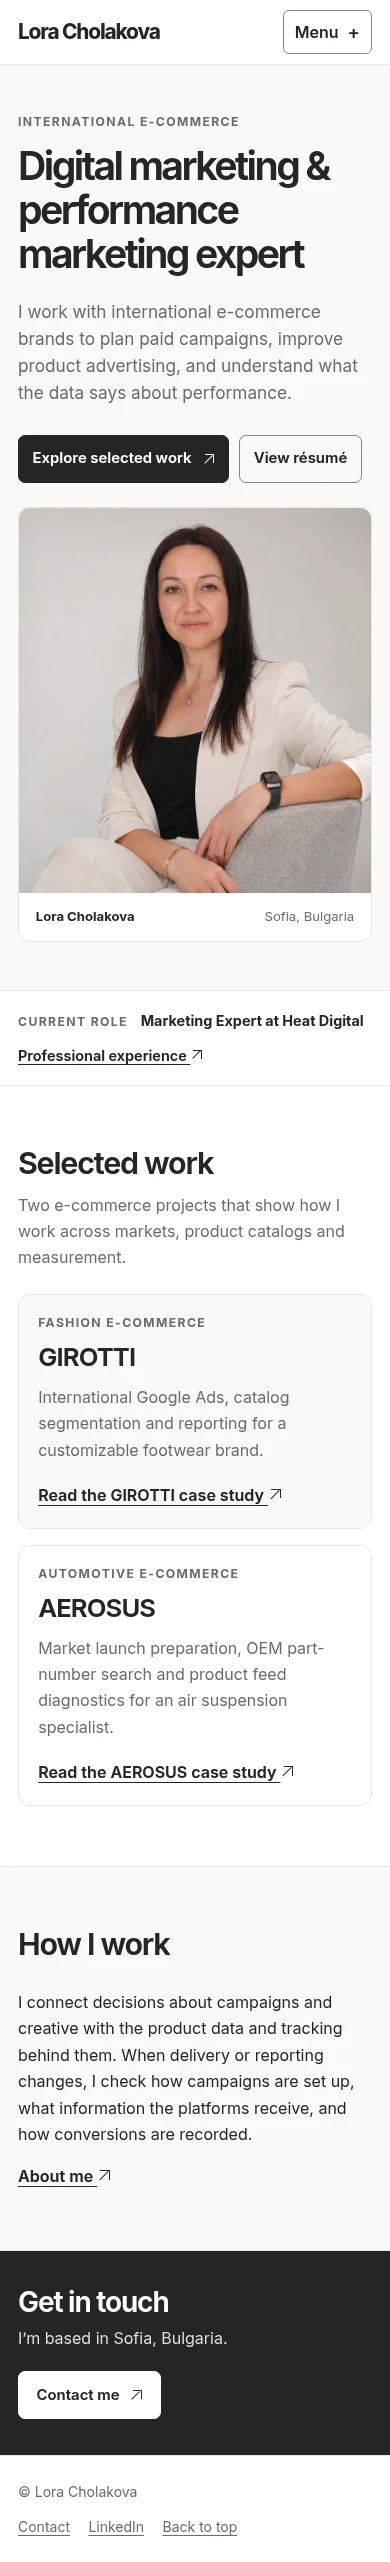 Lora Cholakova
Menu +
INTERNATIONAL E-COMMERCE
Digital marketing &
performance
marketing expert
I work with international e-commerce
brands to plan paid campaigns, improve
product advertising, and understand what
the data says about performance.
Explore selected work
View résumé
Lora Cholakova
Sofia, Bulgaria
CURRENT ROLE Marketing Expert at Heat Digital
Professional experience
Selected work
Two e-commerce projects that show how I
work across markets, product catalogs and
measurement.
FASHION E-COMMERCE
GIROTTI
International Google Ads, catalog
segmentation and reporting for a
customizable footwear brand.
Read the GIROTTI case study
AUTOMOTIVE E-COMMERCE
AEROSUS
Market launch preparation, OEM part-
number search and product feed
diagnostics for an air suspension
specialist.
Read the AEROSUS case study
How I work
I connect decisions about campaigns and
creative with the product data and tracking
behind them. When delivery or reporting
changes, I check how campaigns are set up,
what information the platforms receive, and
how conversions are recorded.
About me
Get in touch
I’m based in Sofia, Bulgaria.
Contact me
© Lora Cholakova
Contact LinkedIn Back to top